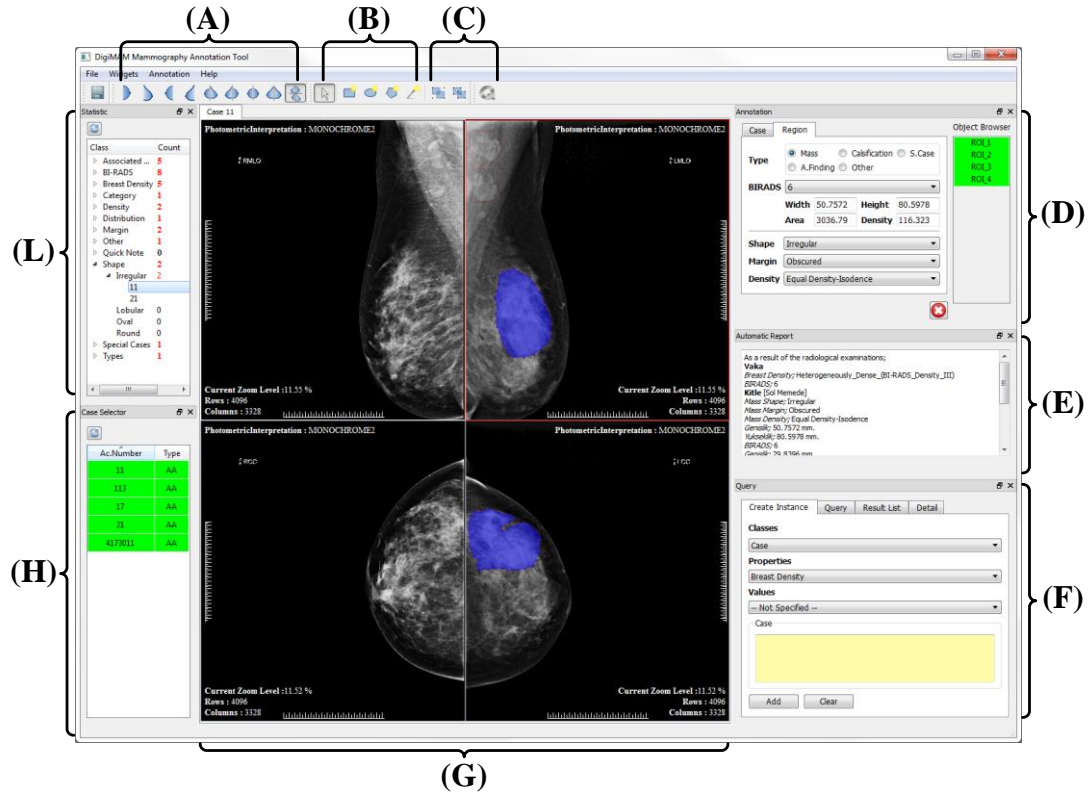 (A)
(B)
(C)
DigiMAM Mammography Annotation Tool
File Widgets Annotation Help
Statistic
Class Count
Associated ... 5
BI-RADS 8
Breast Density 5
Category 1
Density 2
Distribution 1
Margin 2
Other 1
Quick Note 0
Shape 2
Irregular 2
11
21
Lobular 0
Oval 0
Round 0
Special Cases 1
Types 1
(L)
Case Selector
Ac.Number Type
11 AA
113 AA
17 AA
21 AA
4173011 AA
(H)
Case 11
PhotometricInterpretation : MONOCHROME2
RMLO
Current Zoom Level :11.55 %
Rows : 4096
Columns : 3328
PhotometricInterpretation : MONOCHROME2
LMLO
Current Zoom Level :11.55 %
Rows : 4096
Columns : 3328
PhotometricInterpretation : MONOCHROME2
RCC
Current Zoom Level :11.52 %
Rows : 4096
Columns : 3328
PhotometricInterpretation : MONOCHROME2
LCC
Current Zoom Level :11.52 %
Rows : 4096
Columns : 3328
(G)
Annotation
Case Region
Object Browser
Type Mass Calsification S.Case
A.Finding Other
BIRADS 6
Width 50.7572 Height 80.5978
Area 3036.79 Density 116.323
Shape Irregular
Margin Obscured
Density Equal Density-Isodence
ROI_1
ROI_2
ROI_3
ROI_4
(D)
Automatic Report
As a result of the radiological examinations;
Vaka
Breast Density; Heterogeneously_Dense_(BI-RADS_Density_III)
BIRADS; 6
Kitle [Sol Memede]
Mass Shape; Irregular
Mass Margin; Obscured
Mass Density; Equal Density-Isodence
Genislik; 50.7572 mm.
Yukseklik; 80.5978 mm.
BIRADS; 6
Genislik; 29.8396 mm.
(E)
Query
Create Instance Query Result List Detail
Classes
Case
Properties
Breast Density
Values
-- Not Specified --
Case
Add Clear
(F)